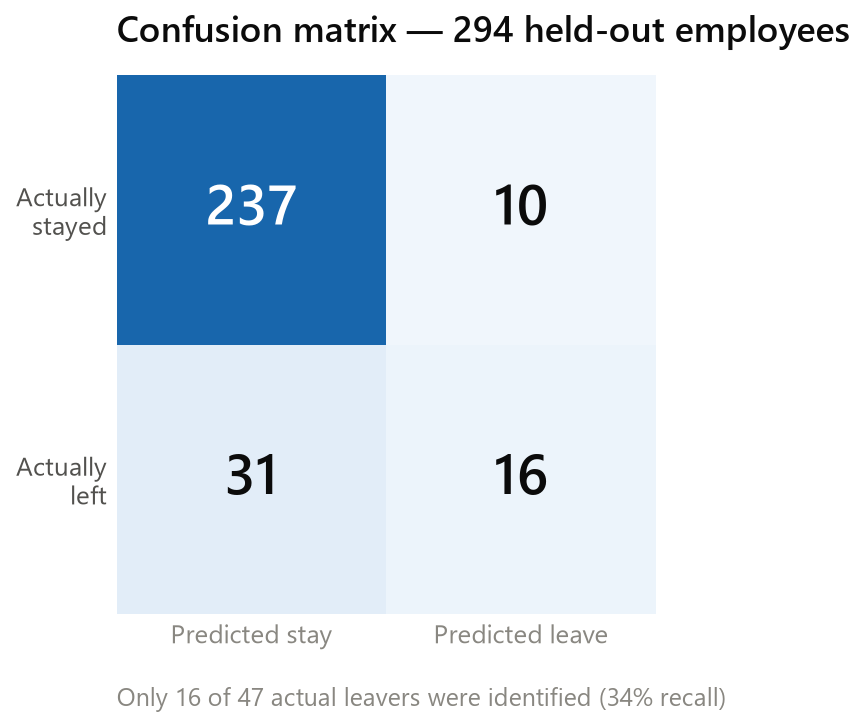 Confusion matrix — 294 held-out employees
Actually
stayed
237
10
Actually
left
31
16
Predicted stay
Predicted leave
Only 16 of 47 actual leavers were identified (34% recall)